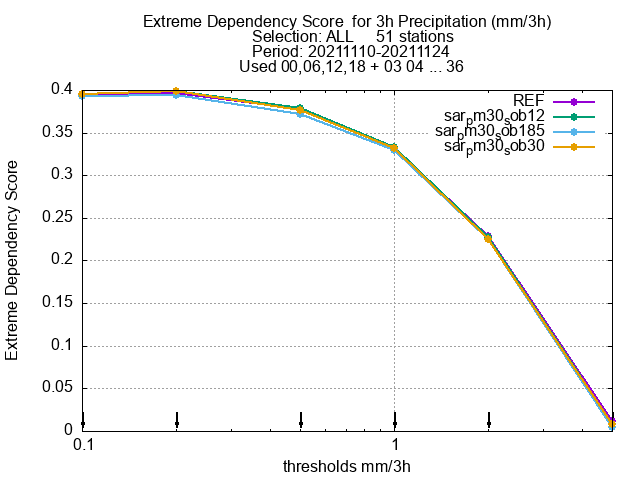 Extreme Dependency Score  for 3h Precipitation (mm/3h)
Selection: ALL     51 stations
Period: 20211110-20211124
Used 00,06,12,18 + 03 04 ... 36
REF
sar_pm30_sob12
sar_pm30_sob185
sar_pm30_sob30
0.4
0.35
0.3
0.25
0.2
0.15
0.1
0.05
0
Extreme Dependency Score
0.1
1
thresholds mm/3h